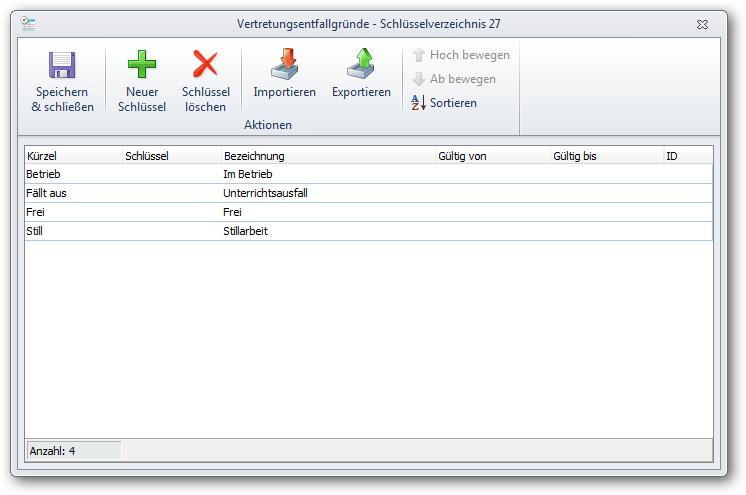 Vertretungsentfallgründe - Schlüsselverzeichnis 27
Speichern
& schließen
Neuer
Schlüssel
Schlüssel
löschen
Importieren
Exportieren
Hoch bewegen
Ab bewegen
Sortieren
Aktionen
Kürzel Schlüssel Bezeichnung Gültig von Gültig bis ID
Betrieb Im Betrieb
Fällt aus Unterrichtsausfall
Frei Frei
Still Stillarbeit
Anzahl: 4